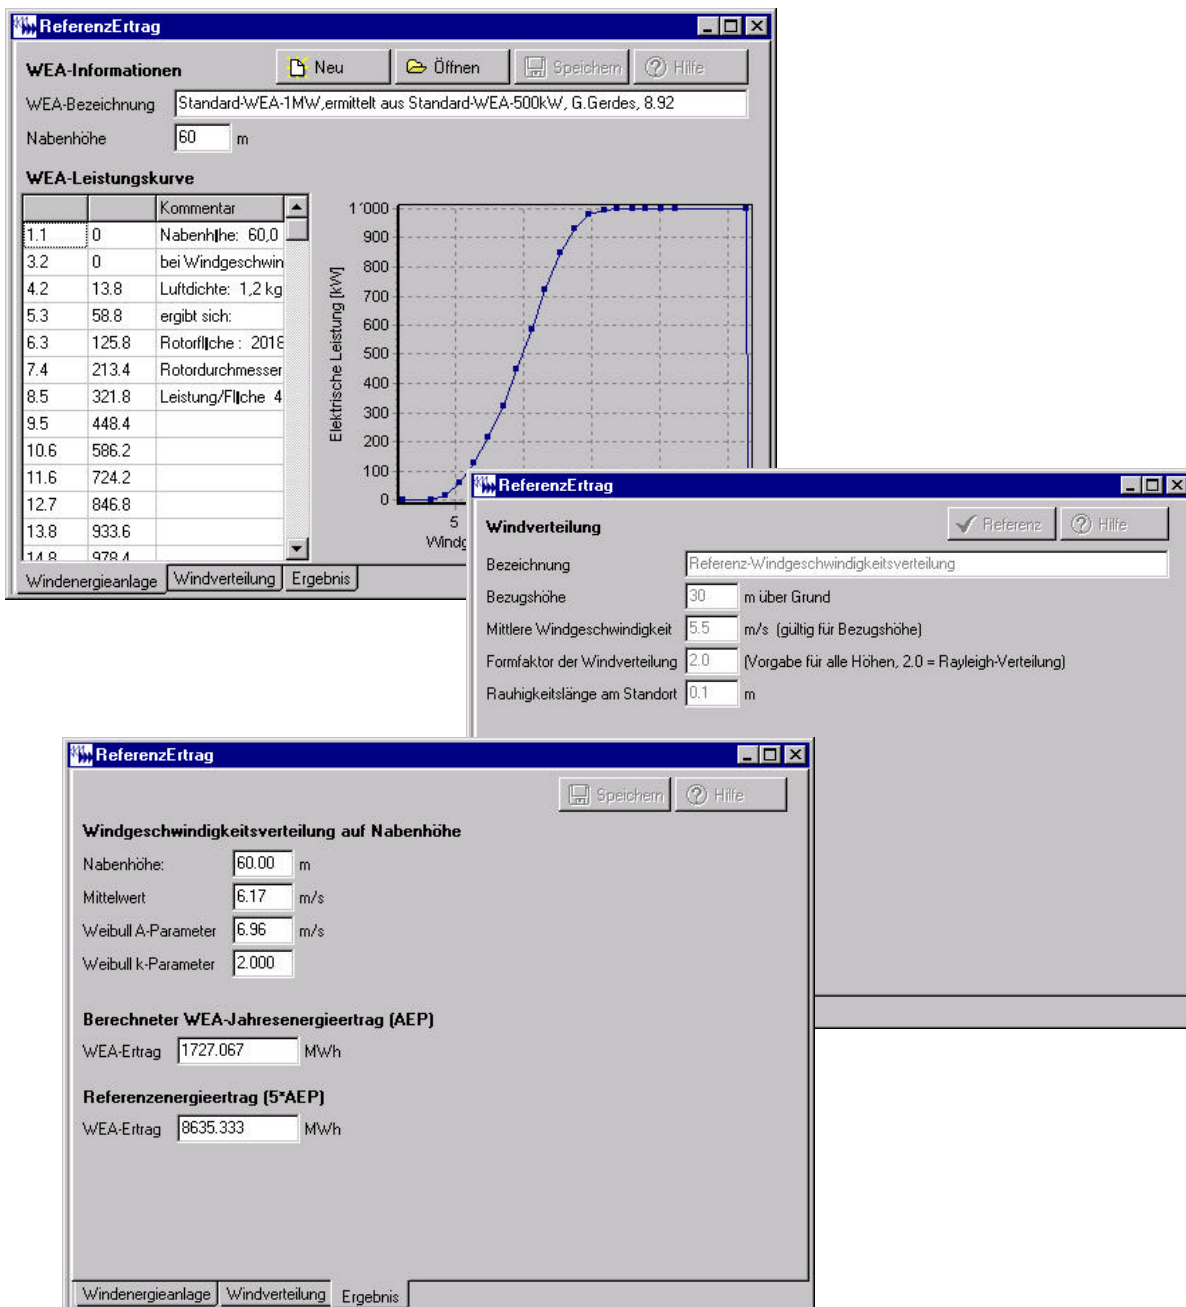 ReferenzErtrag
WEA-Informationen
Neu
Öffnen
Speichern
Hilfe
WEA-Bezeichnung Standard-WEA-1MW,ermittelt aus Standard-WEA-500kW, G.Gerdes, 8.92
Nabenhöhe 60 m
WEA-Leistungskurve
Kommentar
1.1 0 Nabenhlhe: 60,0
3.2 0 bei Windgeschwin
4.2 13.8 Luftdichte: 1,2 kg
5.3 58.8 ergibt sich:
6.3 125.8 Rotorfllche : 2018
7.4 213.4 Rotordurchmesser
8.5 321.8 Leistung/Fllche 4
9.5 448.4
10.6 586.2
11.6 724.2
12.7 846.8
13.8 933.6
14.8 978.4
Elektrische Leistung [kW]
1´000
900
800
700
600
500
400
300
200
100
0
5
Windg
Windenergieanlage Windverteilung Ergebnis
ReferenzErtrag
Windverteilung
Referenz
Hilfe
Bezeichnung Referenz-Windgeschwindigkeitsverteilung
Bezugshöhe 30 m über Grund
Mittlere Windgeschwindigkeit 5.5 m/s (gültig für Bezugshöhe)
Formfaktor der Windverteilung 2.0 (Vorgabe für alle Höhen, 2.0 = Rayleigh-Verteilung)
Rauhigkeitslänge am Standort 0.1 m
ReferenzErtrag
Speichern
Hilfe
Windgeschwindigkeitsverteilung auf Nabenhöhe
Nabenhöhe: 60.00 m
Mittelwert 6.17 m/s
Weibull A-Parameter 6.96 m/s
Weibull k-Parameter 2.000
Berechneter WEA-Jahresenergieertrag (AEP)
WEA-Ertrag 1727.067 MWh
Referenzenergieertrag (5*AEP)
WEA-Ertrag 8635.333 MWh
Windenergieanlage Windverteilung Ergebnis